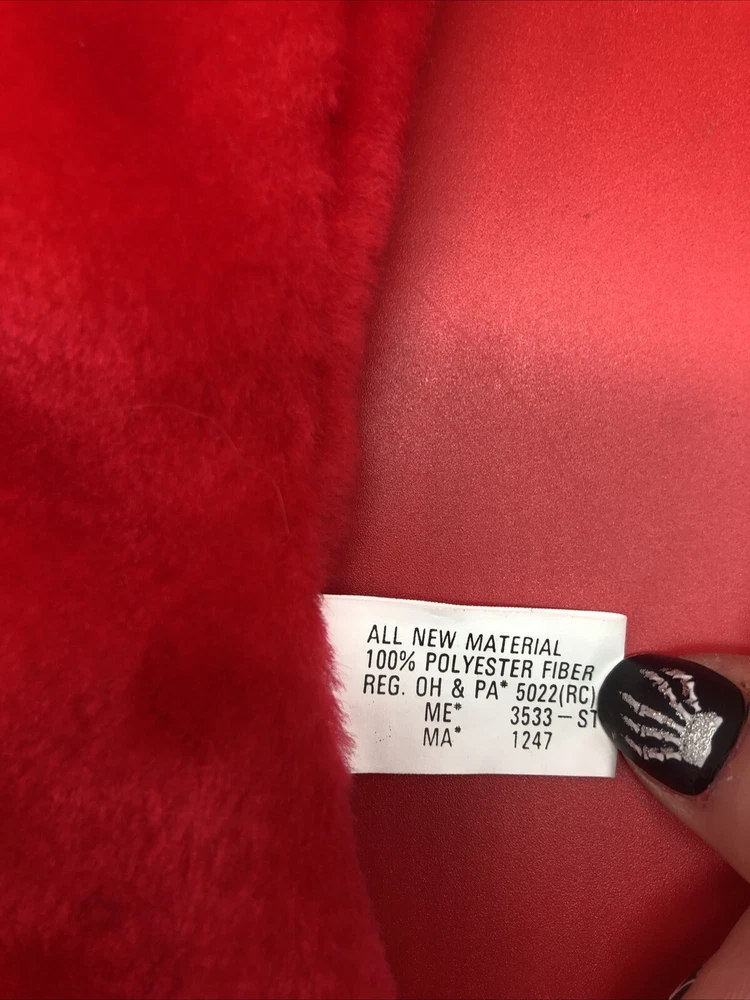 ALL NEW MATERIAL
100% POLYESTER FIBER
REG. OH & PA* 5022(RC)
ME* 3533-ST
MA* 1247